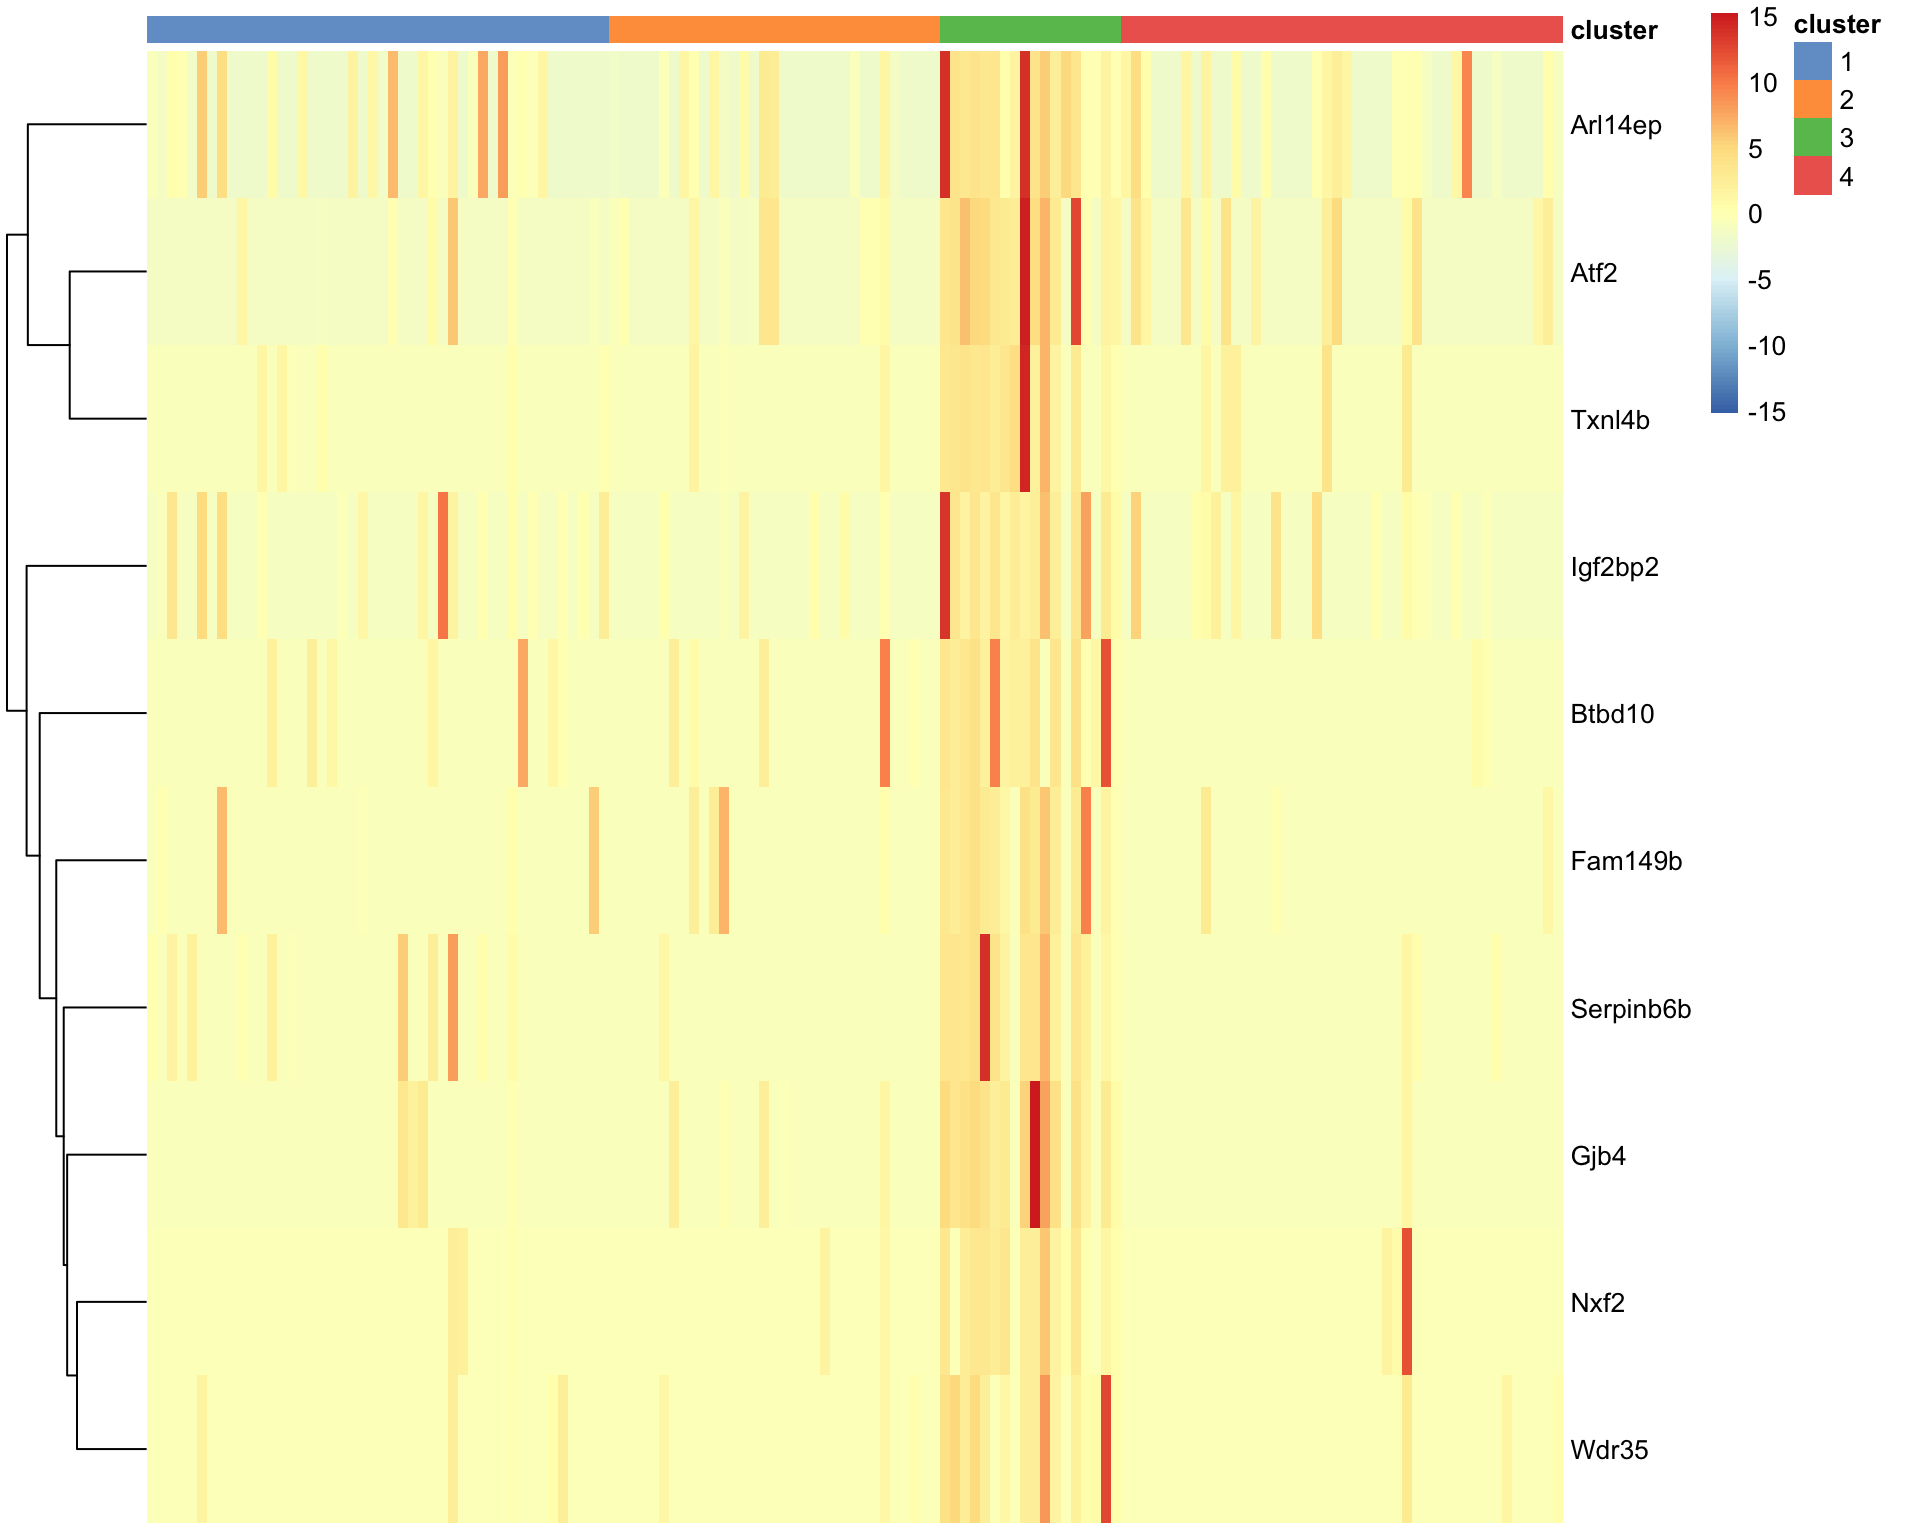 cluster
Arl14ep
Atf2
Txnl4b
Igf2bp2
Btbd10
Fam149b
Serpinb6b
Gjb4
Nxf2
Wdr35
15
10
5
0
-5
-10
-15
cluster
1
2
3
4